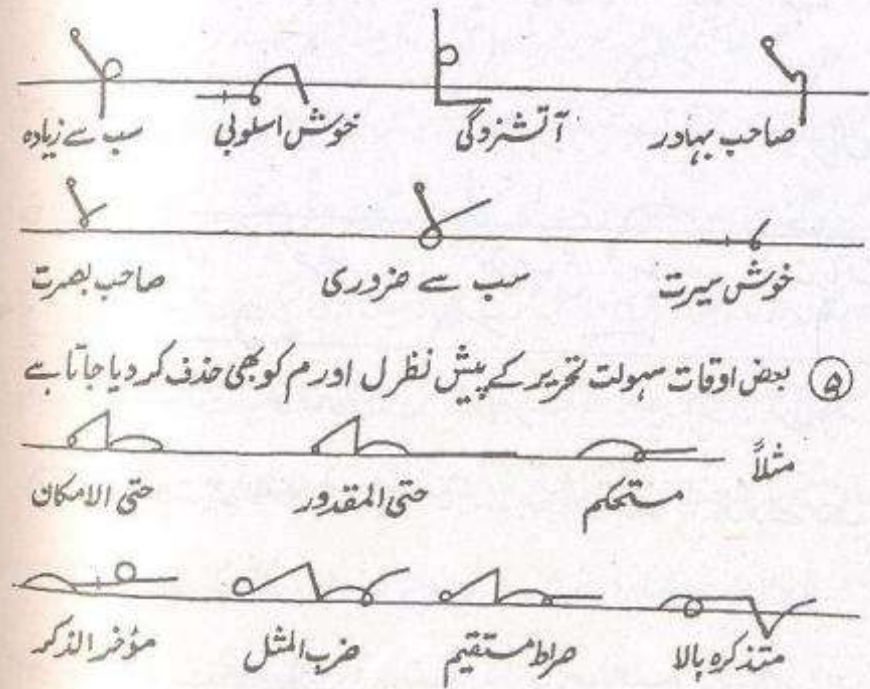 صاحب بہادر آتشزدگی خوش اسلوبی سب سے زیادہ
خوش سیرت سب سے ضروری صاحب بصرت
۵ بعض اوقات سہولت تحریر کے پیش نظر ل اور م کو بھی حذف کر دیا جاتا ہے
مثلاً
مستحکم حتی المقدور حتی الامکان
متذکرہ بالا صراط مستقیم ضرب المثل مؤخر الذکر